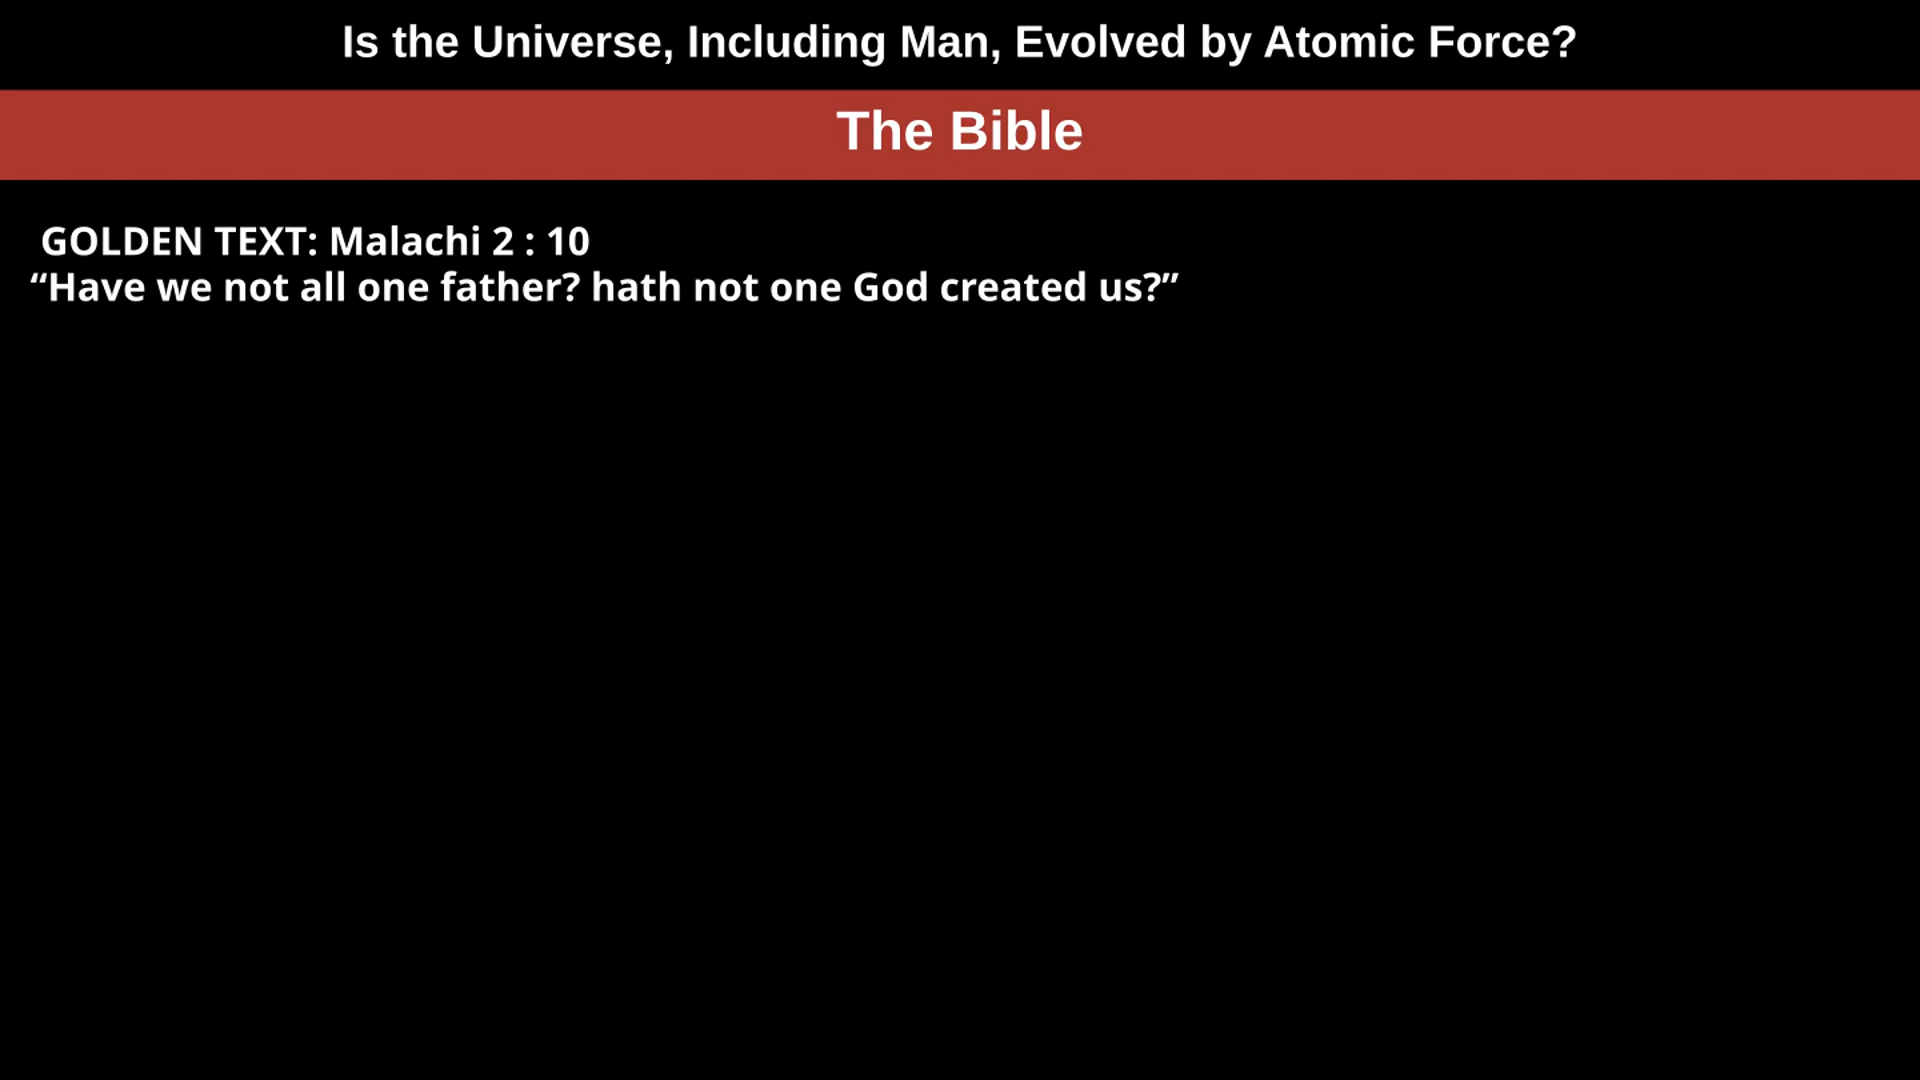 Is the Universe, Including Man, Evolved by Atomic Force?
The Bible
GOLDEN TEXT: Malachi 2 : 10
“Have we not all one father? hath not one God created us?”